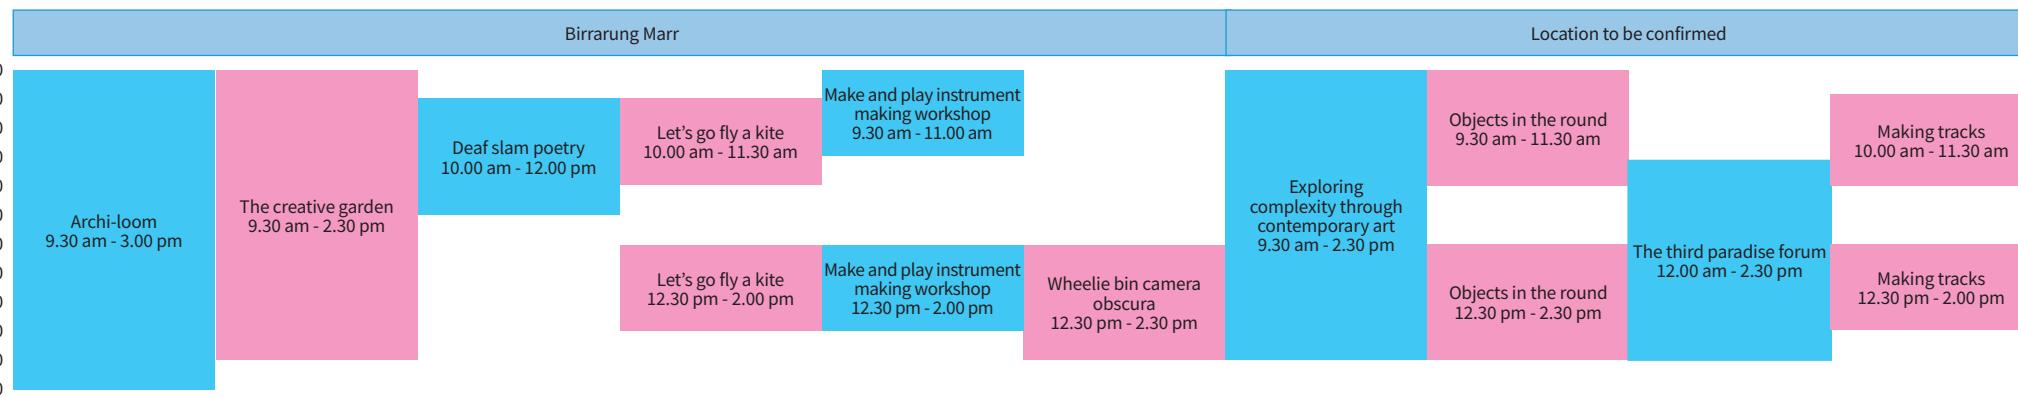 Birrarung Marr
Location to be confirmed
Archi-loom
9.30 am - 3.00 pm
The creative garden
9.30 am - 2.30 pm
Deaf slam poetry
10.00 am - 12.00 pm
Let’s go fly a kite
10.00 am - 11.30 am
Let’s go fly a kite
12.30 pm - 2.00 pm
Make and play instrument
making workshop
9.30 am - 11.00 am
Make and play instrument
making workshop
12.30 pm - 2.00 pm
Wheelie bin camera
obscura
12.30 pm - 2.30 pm
Exploring
complexity through
contemporary art
9.30 am - 2.30 pm
Objects in the round
9.30 am - 11.30 am
Objects in the round
12.30 pm - 2.30 pm
The third paradise forum
12.00 am - 2.30 pm
Making tracks
10.00 am - 11.30 am
Making tracks
12.30 pm - 2.00 pm